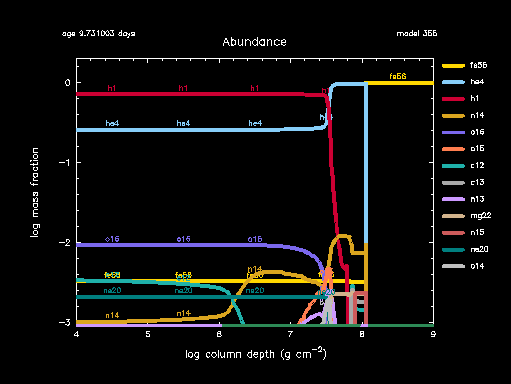 age 9.731003 days
model 366
Abundance
log mass fraction
0
−1
−2
−3
h1 h1 h1
he4 he4 he4
fe56
o16 o16 o16
n14
fe56
ne20 ne20 ne20
n14 n14
4 5 6 7 8 9
log column depth (g cm⁻²)
fe56
he4
h1
n14
o16
o15
c12
c13
n13
mg22
n15
ne20
o14